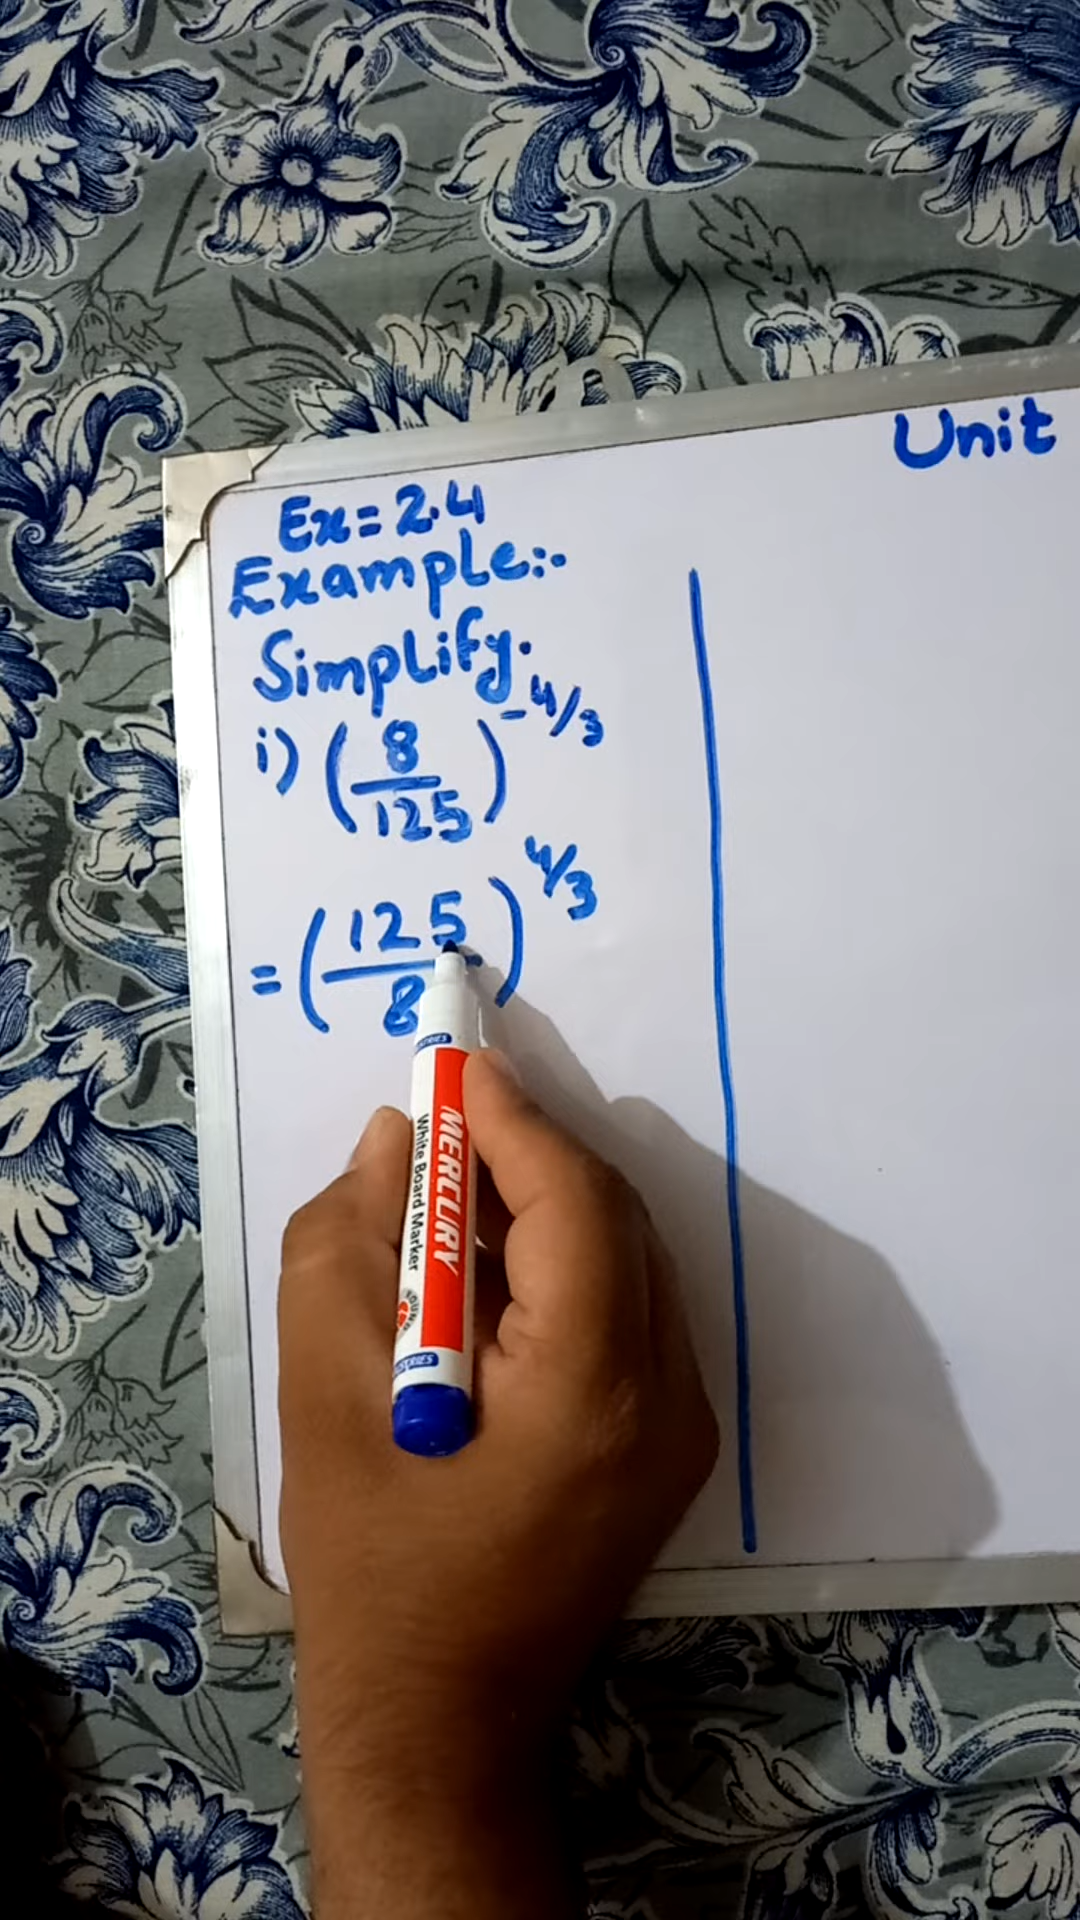 Unit
Ex=2.4
Example:-
Simplify.
i) (8/125)^-4/3
= (125/8)^4/3
MERCURY
White Board Marker